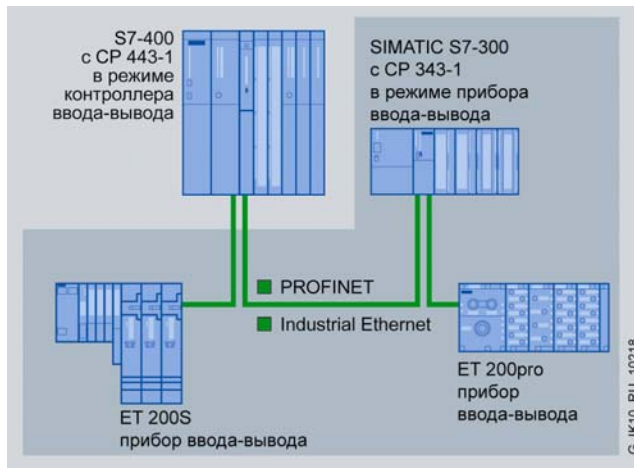 S7-400
с CP 443-1
в режиме
контроллера
ввода-вывода
SIMATIC S7-300
с CP 343-1
в режиме прибора
ввода-вывода
PROFINET
Industrial Ethernet
ET 200S
прибор ввода-вывода
ET 200pro
прибор
ввода-вывода
G_IK10_RU_10218